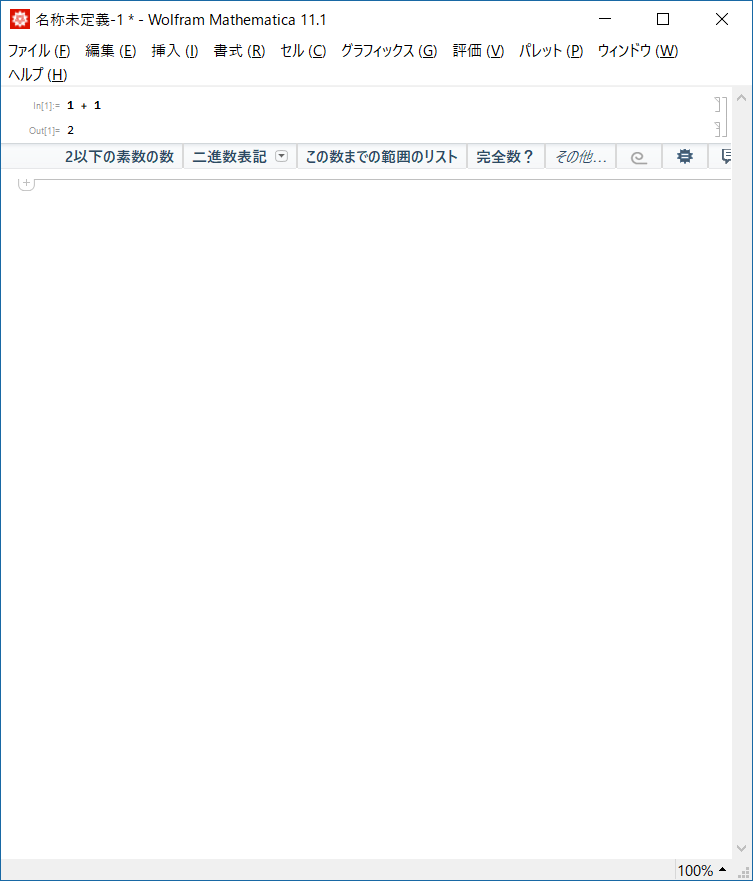 名称未定義-1 * - Wolfram Mathematica 11.1
ファイル (F) 編集 (E) 挿入 (I) 書式 (R) セル (C) グラフィックス (G) 評価 (V) パレット (P) ウィンドウ (W)
ヘルプ (H)
In[1]:= 1 + 1
Out[1]= 2
2以下の素数の数 二進数表記 この数までの範囲のリスト 完全数？ その他...
100%